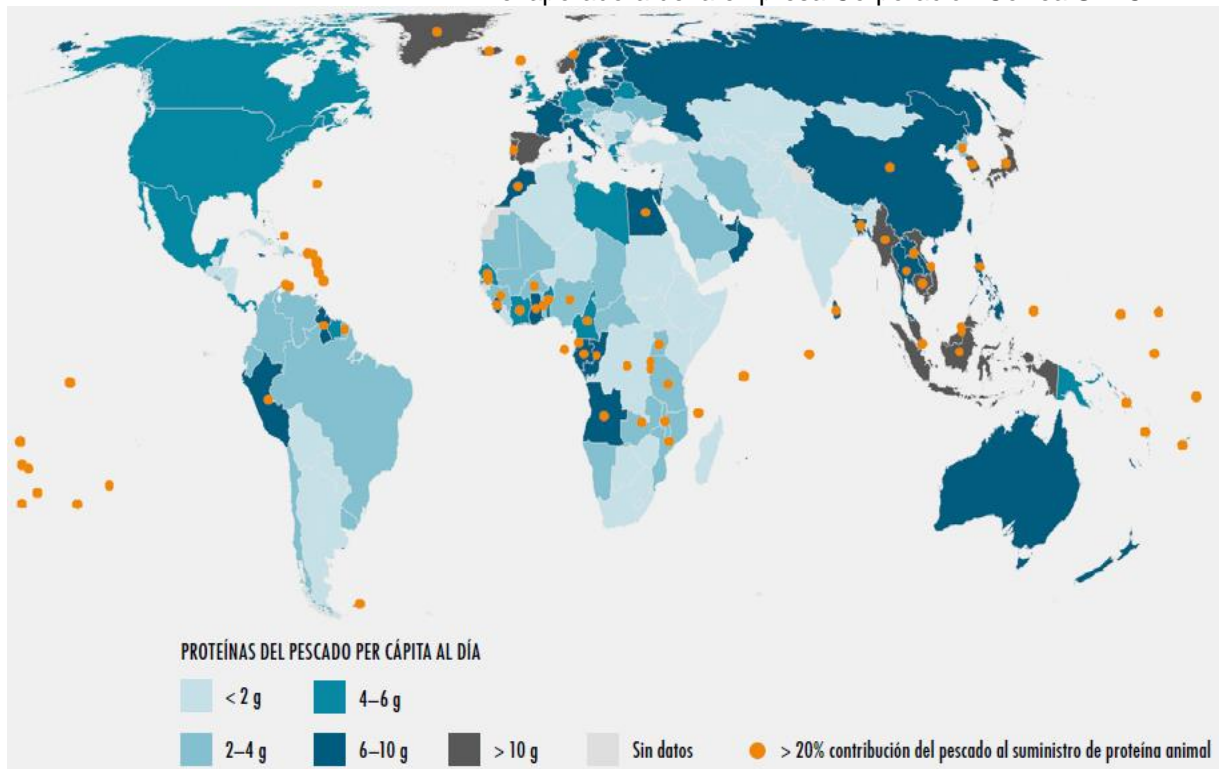 PROTEÍNAS DEL PESCADO PER CÁPITA AL DÍA
< 2 g
4–6 g
2–4 g
6–10 g
> 10 g
Sin datos
> 20% contribución del pescado al suministro de proteína animal